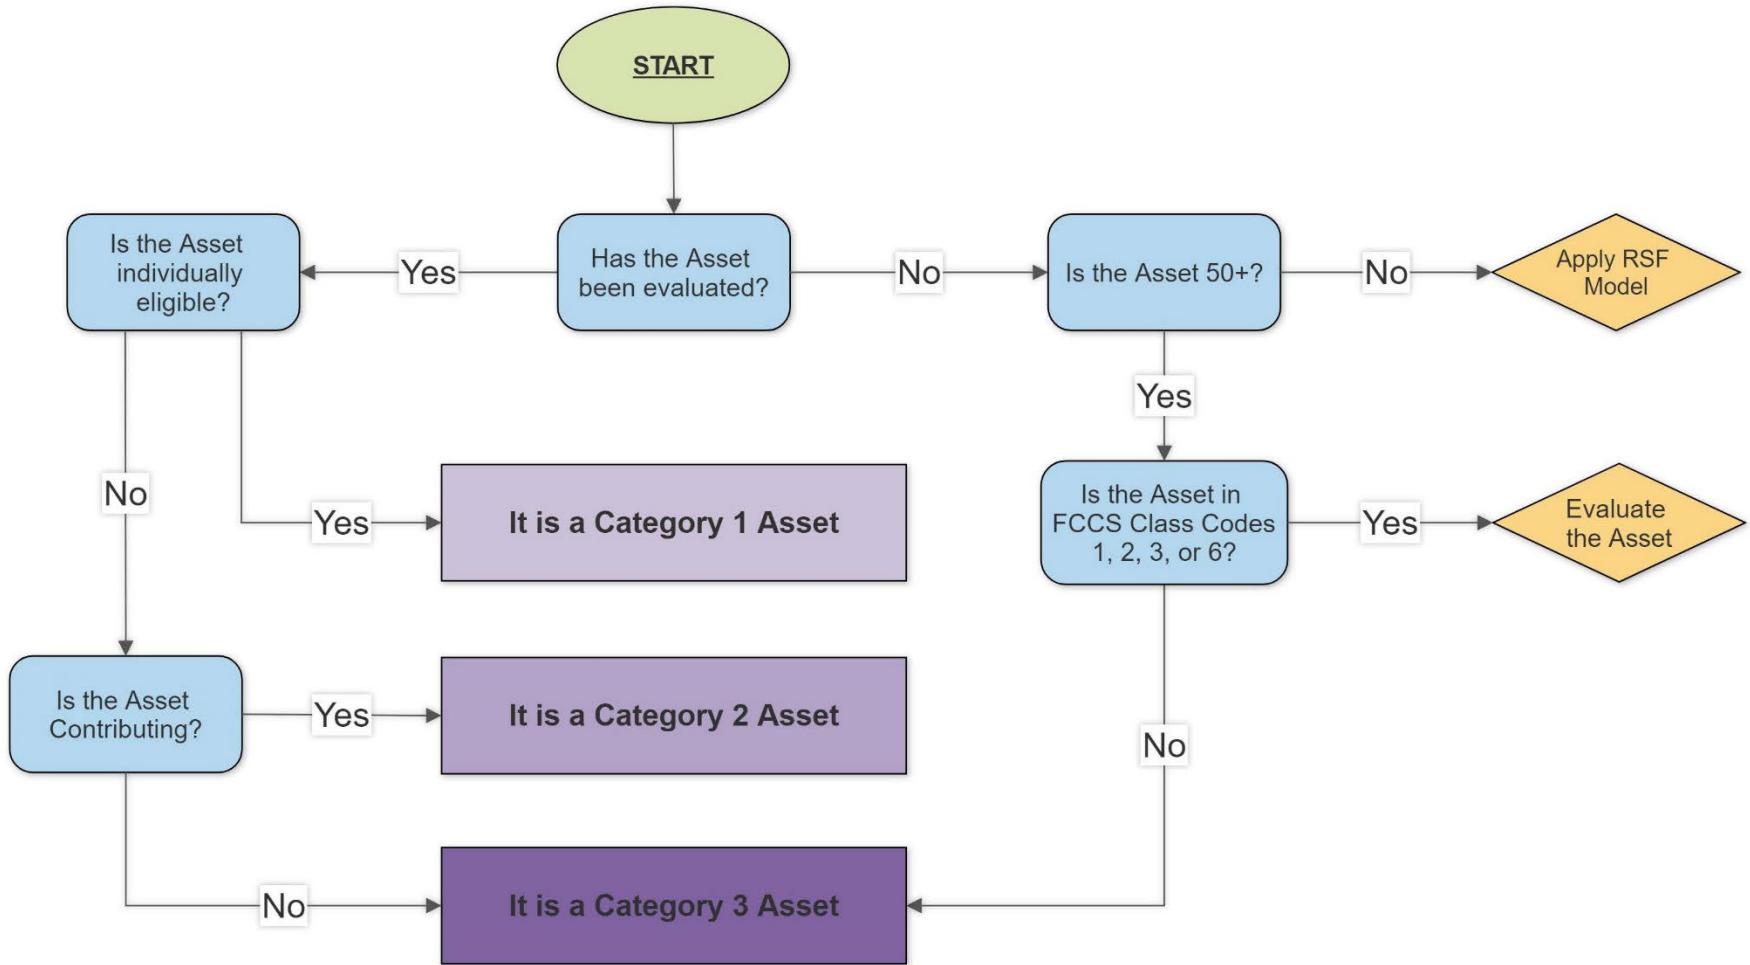 START
Is the Asset
individually
eligible?
Yes
Has the Asset
been evaluated?
No
Is the Asset 50+?
No
Apply RSF
Model
Yes
No
Yes
It is a Category 1 Asset
Is the Asset in
FCCS Class Codes
1, 2, 3, or 6?
Yes
Evaluate
the Asset
Is the Asset
Contributing?
Yes
It is a Category 2 Asset
No
No
It is a Category 3 Asset